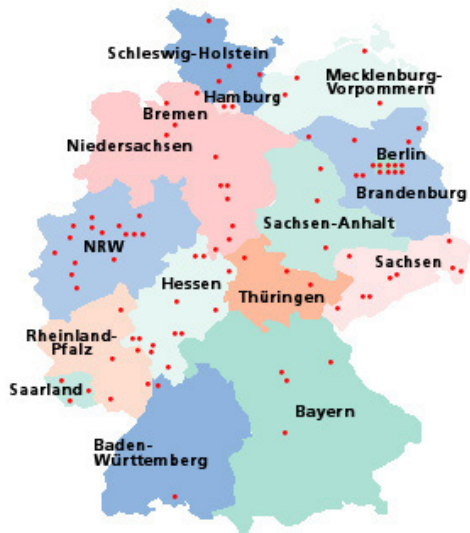 Schleswig-Holstein
Mecklenburg-
Vorpommern
Hamburg
Bremen
Niedersachsen
Berlin
Brandenburg
Sachsen-Anhalt
NRW
Sachsen
Hessen
Thüringen
Rheinland-
Pfalz
Saarland
Bayern
Baden-
Württemberg